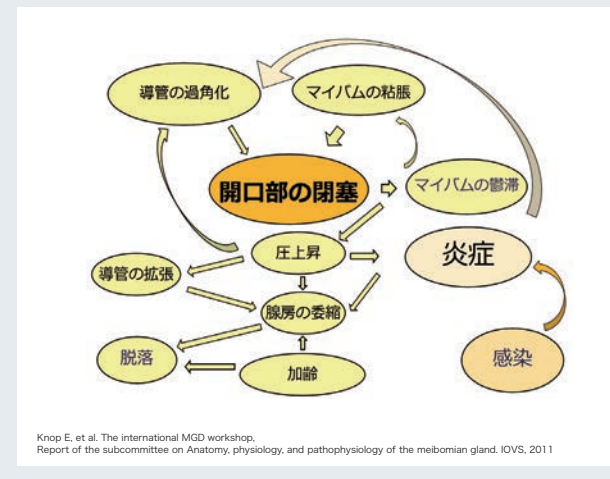 導管の過角化
マイバムの粘脹
開口部の閉塞
マイバムの鬱滞
圧上昇
炎症
導管の拡張
腺房の委縮
脱落
加齢
感染
Knop E, et al. The international MGD workshop,
Report of the subcommittee on Anatomy, physiology, and pathophysiology of the meibomian gland. IOVS, 2011